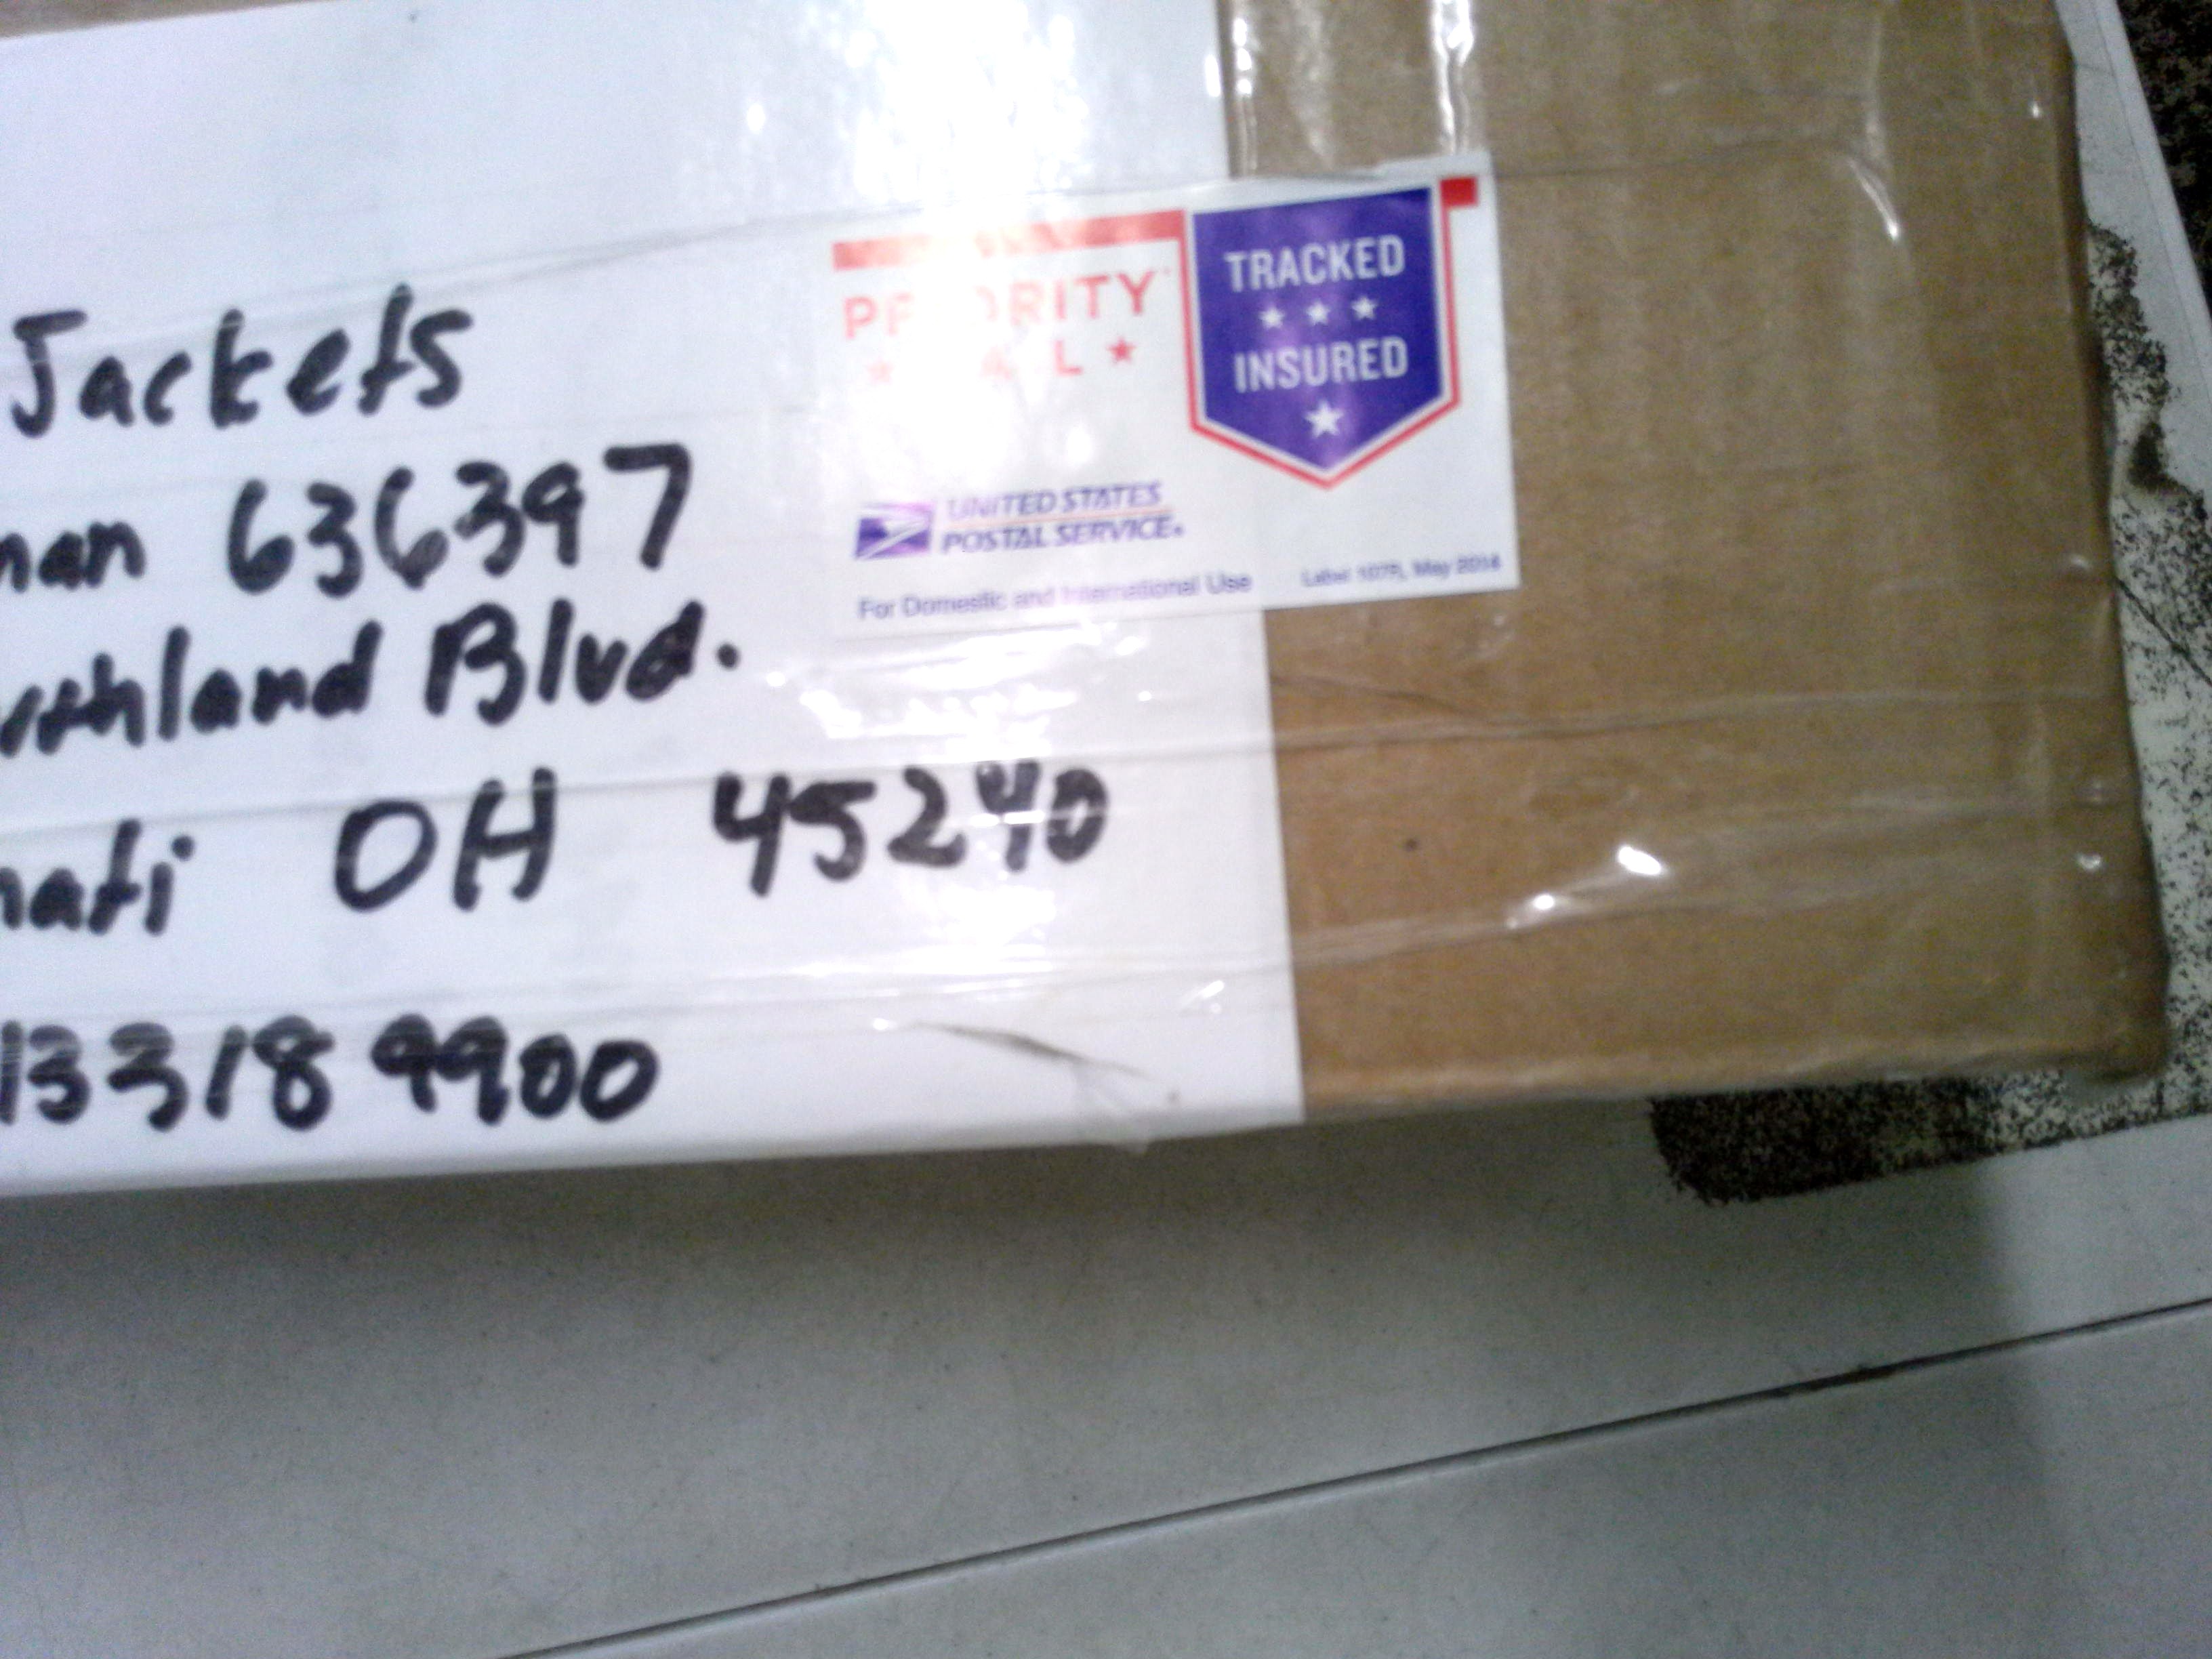 Jackets
man 636397
rthland Blvd.
nati OH 45240
133189900
PRIORITY
MAIL
TRACKED
INSURED
UNITED STATES
POSTAL SERVICE.
For Domestic and International Use
Label 107R, May 2014